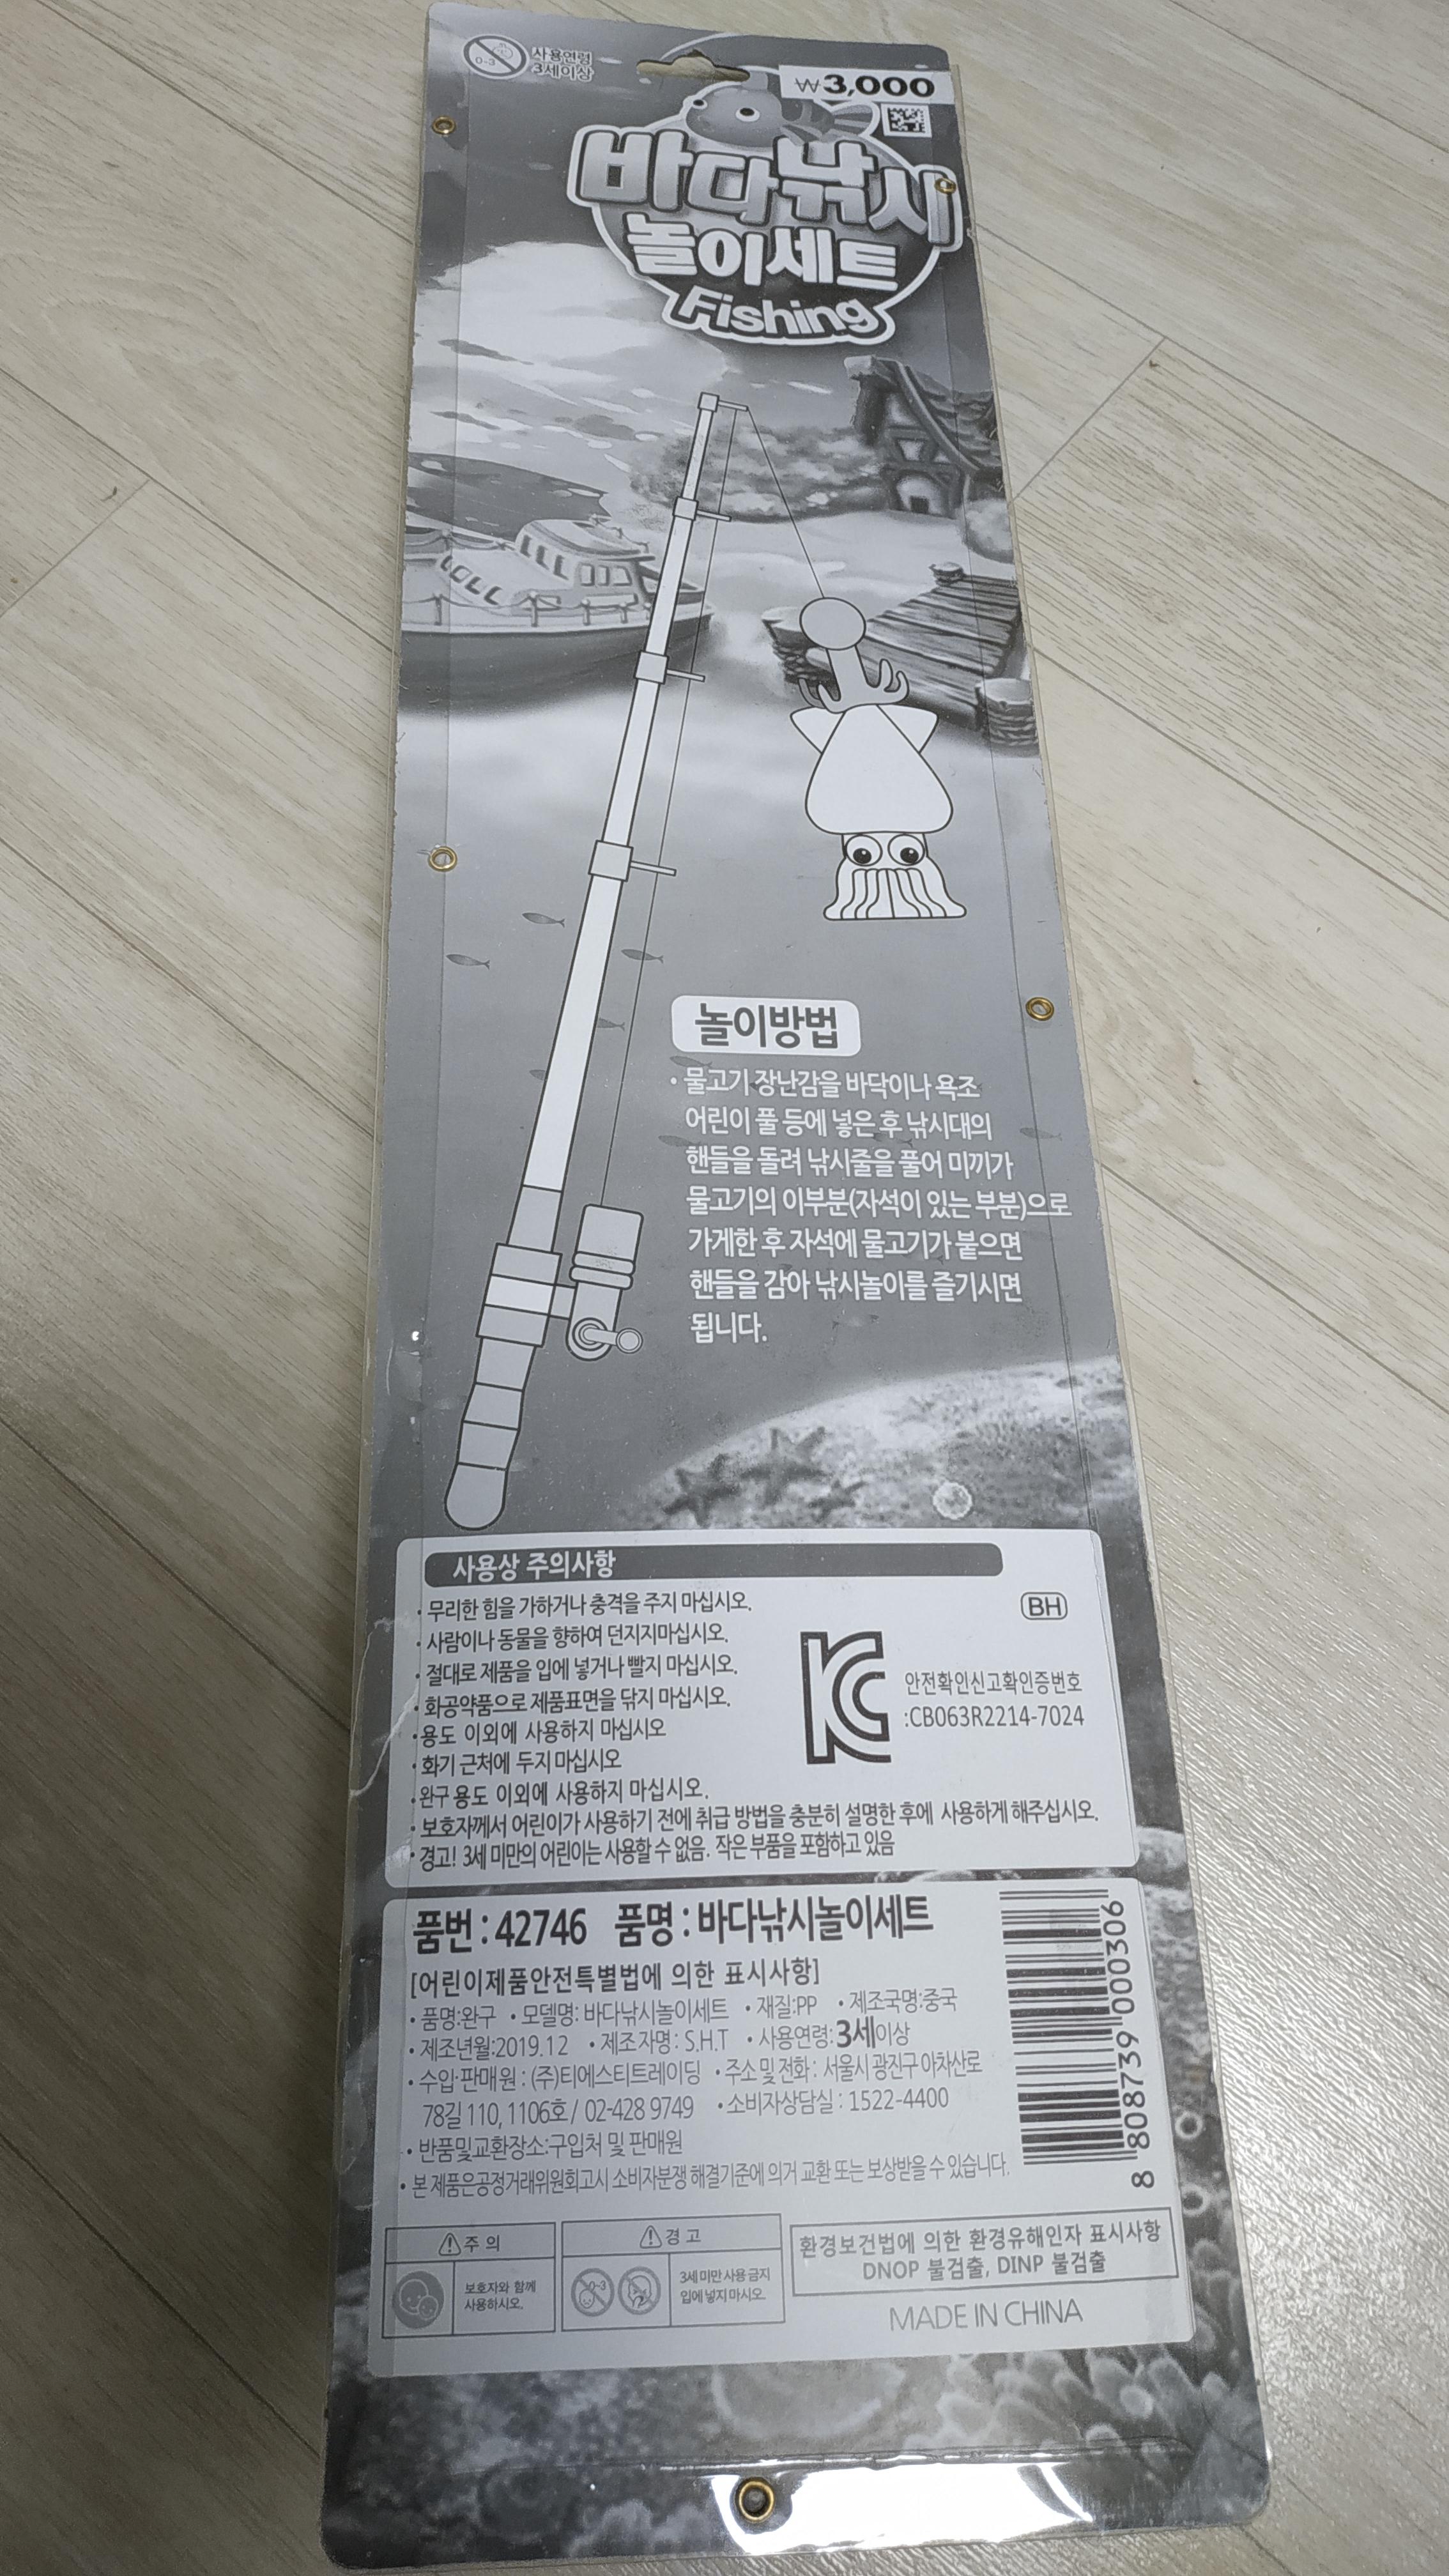 0-3
사용연령
3세이상
₩3,000
바다낚시
놀이세트
Fishing
놀이방법
• 물고기 장난감을 바닥이나 욕조
어린이 풀 등에 넣은 후 낚시대의
핸들을 돌려 낚시줄을 풀어 미끼가
물고기의 이부분(자석이 있는 부분)으로
가게한 후 자석에 물고기가 붙으면
핸들을 감아 낚시놀이를 즐기시면
됩니다.
사용상 주의사항
• 무리한 힘을 가하거나 충격을 주지 마십시오.
• 사람이나 동물을 향하여 던지지마십시오.
• 절대로 제품을 입에 넣거나 빨지 마십시오.
• 화공약품으로 제품표면을 닦지 마십시오.
• 용도 이외에 사용하지 마십시오
• 화기 근처에 두지 마십시오
• 완구 용도 이외에 사용하지 마십시오.
• 보호자께서 어린이가 사용하기 전에 취급 방법을 충분히 설명한 후에 사용하게 해주십시오.
• 경고! 3세 미만의 어린이는 사용할 수 없음. 작은 부품을 포함하고 있음
BH
KC
안전확인신고확인증번호
:CB063R2214-7024
품번 : 42746 품명 : 바다낚시놀이세트
[어린이제품안전특별법에 의한 표시사항]
• 품명:완구 • 모델명: 바다낚시놀이세트 • 재질:PP • 제조국명:중국
• 제조년월:2019.12 • 제조자명: S.H.T • 사용연령:3세이상
• 수입·판매원 : (주)티에스티트레이딩 • 주소 및 전화 : 서울시 광진구 아차산로
78길 110, 1106호 / 02-428 9749 • 소비자상담실 : 1522-4400
• 반품및교환장소:구입처 및 판매원
• 본 제품은공정거래위원회고시 소비자분쟁 해결기준에 의거 교환 또는 보상받을 수 있습니다.
8 808739 000306
주 의
보호자와 함께
사용하시오.
경 고
0-3
3세 미만 사용 금지
입에 넣지 마시오.
환경보건법에 의한 환경유해인자 표시사항
DNOP 불검출, DINP 불검출
MADE IN CHINA